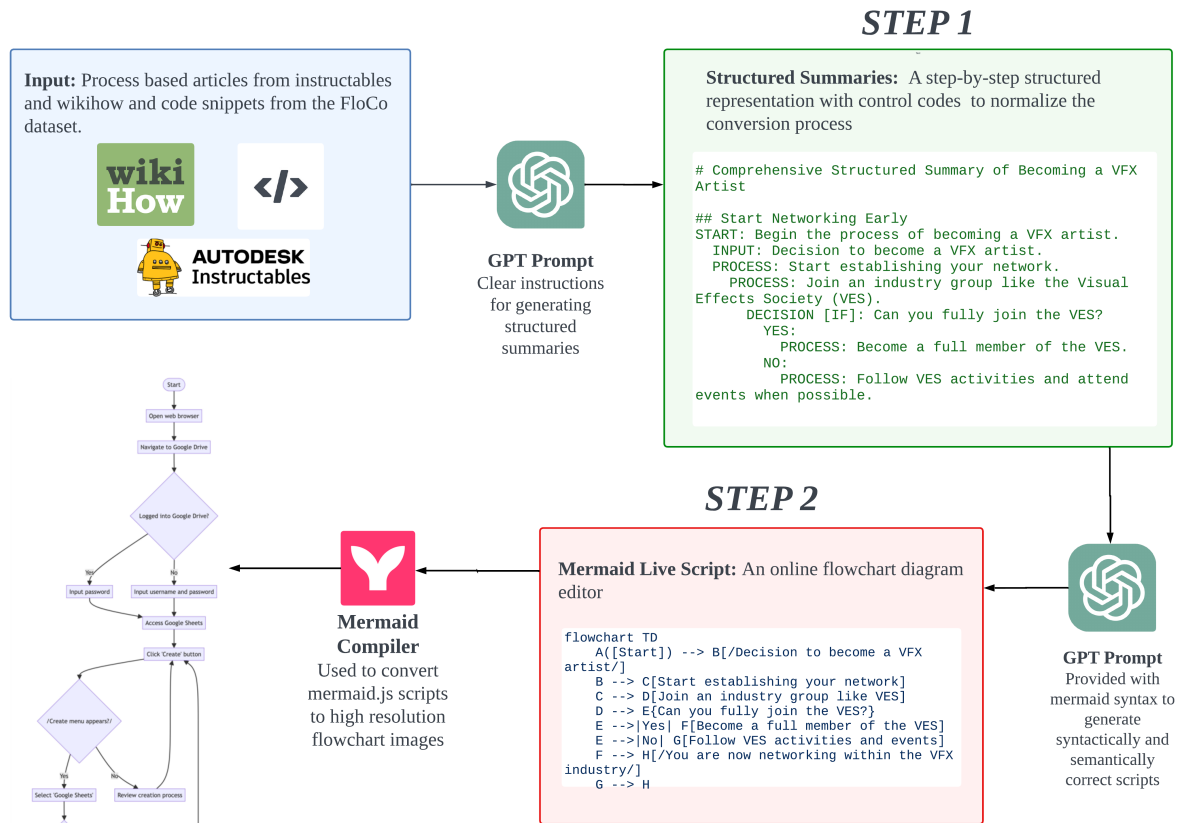 STEP 1
Input: Process based articles from instructables
and wikihow and code snippets from the FloCo
dataset.
wiki
How
</>
AUTODESK
Instructables
GPT Prompt
Clear instructions
for generating
structured
summaries
Structured Summaries: A step-by-step structured
representation with control codes to normalize the
conversion process
# Comprehensive Structured Summary of Becoming a VFX
Artist
## Start Networking Early
START: Begin the process of becoming a VFX artist.
INPUT: Decision to become a VFX artist.
PROCESS: Start establishing your network.
PROCESS: Join an industry group like the Visual
Effects Society (VES).
DECISION [IF]: Can you fully join the VES?
YES:
PROCESS: Become a full member of the VES.
NO:
PROCESS: Follow VES activities and attend
events when possible.
GPT Prompt
Provided with
mermaid syntax to
generate
syntactically and
semantically
correct scripts
STEP 2
Mermaid Live Script: An online flowchart diagram
editor
flowchart TD
A([Start]) --> B[/Decision to become a VFX
artist/]
B --> C[Start establishing your network]
C --> D[Join an industry group like VES]
D --> E{Can you fully join the VES?}
E -->|Yes| F[Become a full member of the VES]
E -->|No| G[Follow VES activities and events]
F --> H[/You are now networking within the VFX
industry/]
G --> H
Mermaid
Compiler
Used to convert
mermaid.js scripts
to high resolution
flowchart images
Start
Open web browser
Navigate to Google Drive
Logged into Google Drive?
Yes
No
Input password
Input username and password
Access Google Sheets
Click 'Create' button
/Create menu appears?/
Yes
No
Select 'Google Sheets'
Review creation process